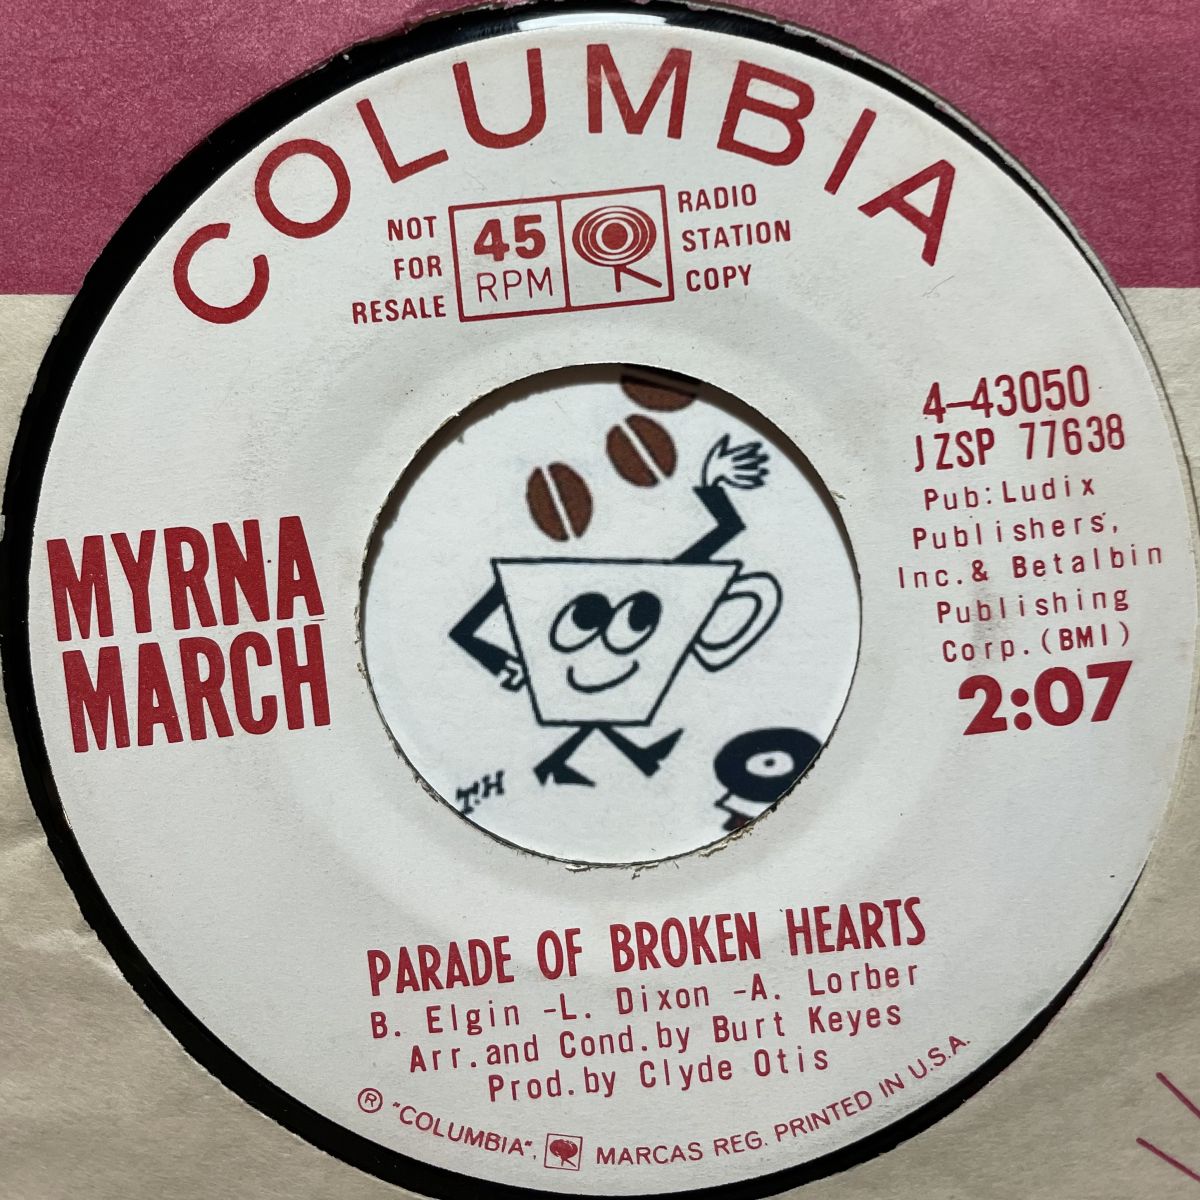 COLUMBIA
NOT
FOR
RESALE
45
RPM
RADIO
STATION
COPY
4-43050
JZSP 77638
Pub:Ludix
Publishers,
Inc.& Betalbin
Publishing
Corp.(BMI)
2:07
MYRNA
MARCH
T.H
PARADE OF BROKEN HEARTS
B. Elgin -L. Dixon -A. Lorber
Arr.and Cond.by Burt Keyes
Prod.by Clyde Otis
® "COLUMBIA", MARCAS REG. PRINTED IN U.S.A.